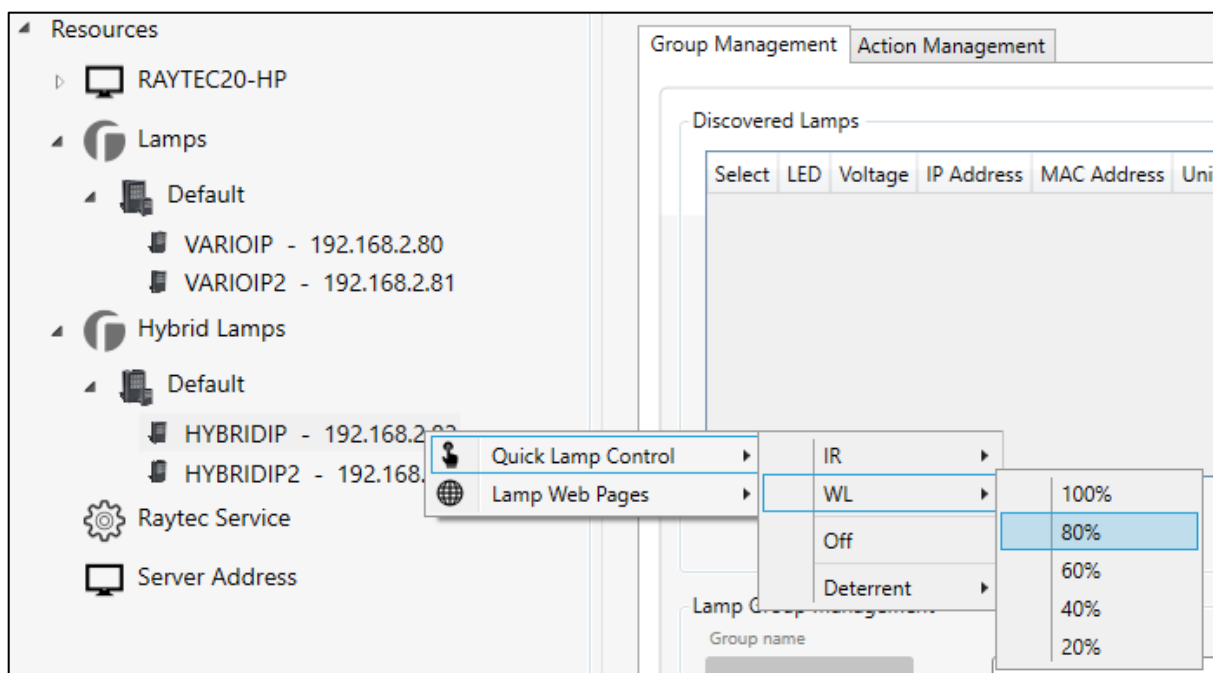 Resources
RAYTEC20-HP
Lamps
Default
VARIOIP - 192.168.2.80
VARIOIP2 - 192.168.2.81
Hybrid Lamps
Default
HYBRIDIP - 192.168.2
HYBRIDIP2 - 192.168.
Raytec Service
Server Address
Group Management
Action Management
Discovered Lamps
Select LED Voltage IP Address MAC Address Uni
Quick Lamp Control
Lamp Web Pages
IR
WL
Off
Deterrent
100%
80%
60%
40%
20%
Lamp
Group name